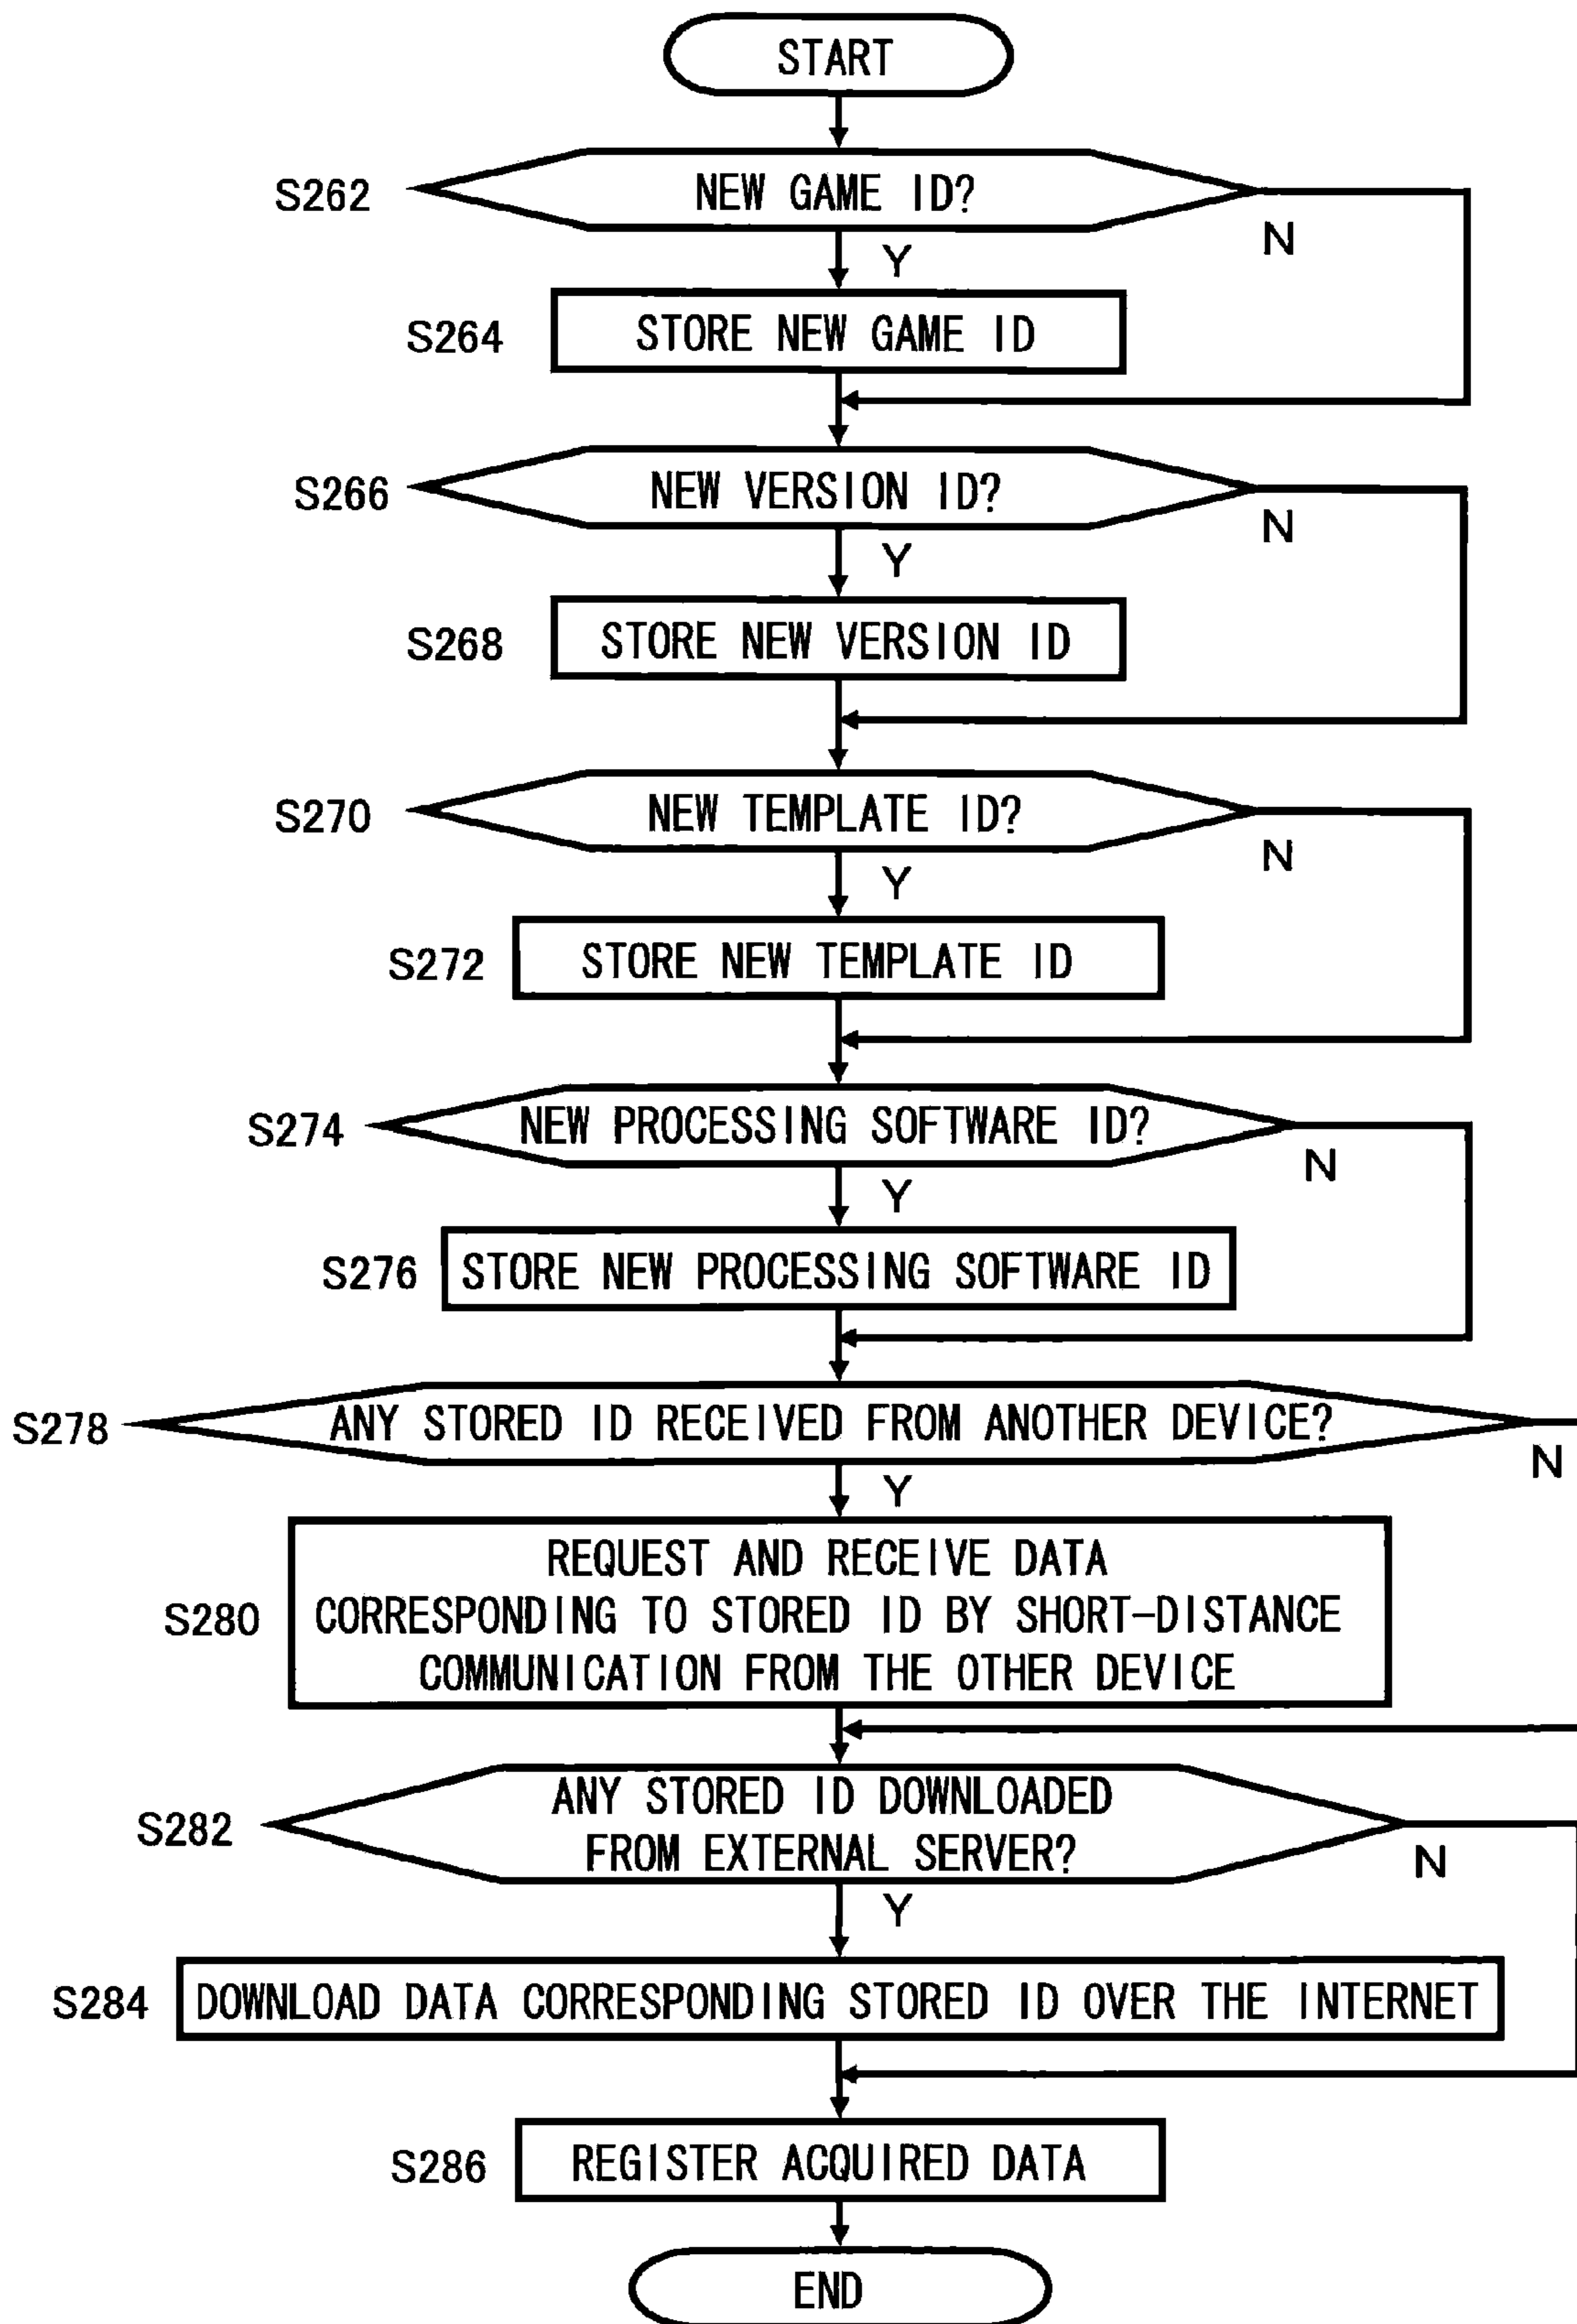 START
S262
NEW GAME ID?
N
Y
S264
STORE NEW GAME ID
S266
NEW VERSION ID?
N
Y
S268
STORE NEW VERSION ID
S270
NEW TEMPLATE ID?
N
Y
S272
STORE NEW TEMPLATE ID
S274
NEW PROCESSING SOFTWARE ID?
N
Y
S276
STORE NEW PROCESSING SOFTWARE ID
S278
ANY STORED ID RECEIVED FROM ANOTHER DEVICE?
N
Y
S280
REQUEST AND RECEIVE DATA
CORRESPONDING TO STORED ID BY SHORT-DISTANCE
COMMUNICATION FROM THE OTHER DEVICE
S282
ANY STORED ID DOWNLOADED
FROM EXTERNAL SERVER?
N
Y
S284
DOWNLOAD DATA CORRESPONDING STORED ID OVER THE INTERNET
S286
REGISTER ACQUIRED DATA
END